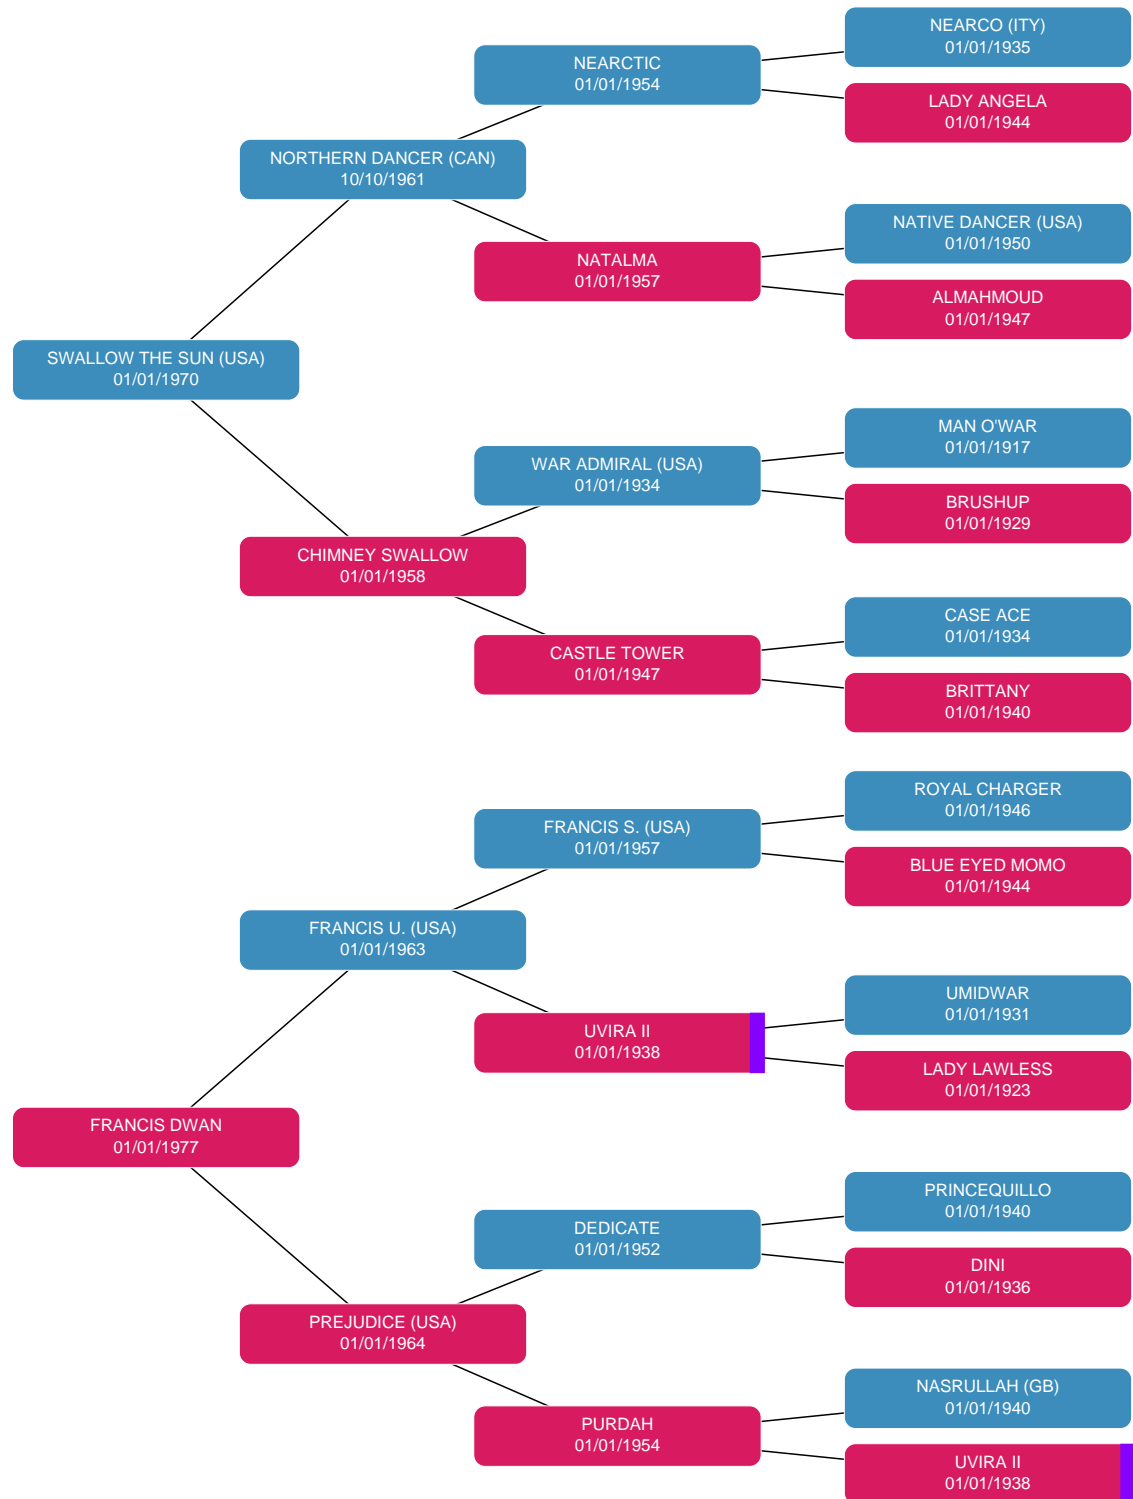 NEARCO (ITY)
01/01/1935
NEARCTIC
01/01/1954
LADY ANGELA
01/01/1944
NORTHERN DANCER (CAN)
10/10/1961
NATIVE DANCER (USA)
01/01/1950
NATALMA
01/01/1957
ALMAHMOUD
01/01/1947
SWALLOW THE SUN (USA)
01/01/1970
MAN O'WAR
01/01/1917
WAR ADMIRAL (USA)
01/01/1934
BRUSHUP
01/01/1929
CHIMNEY SWALLOW
01/01/1958
CASE ACE
01/01/1934
CASTLE TOWER
01/01/1947
BRITTANY
01/01/1940
ROYAL CHARGER
01/01/1946
FRANCIS S. (USA)
01/01/1957
BLUE EYED MOMO
01/01/1944
FRANCIS U. (USA)
01/01/1963
UMIDWAR
01/01/1931
UVIRA II
01/01/1938
LADY LAWLESS
01/01/1923
FRANCIS DWAN
01/01/1977
PRINCEQUILLO
01/01/1940
DEDICATE
01/01/1952
DINI
01/01/1936
PREJUDICE (USA)
01/01/1964
NASRULLAH (GB)
01/01/1940
PURDAH
01/01/1954
UVIRA II
01/01/1938